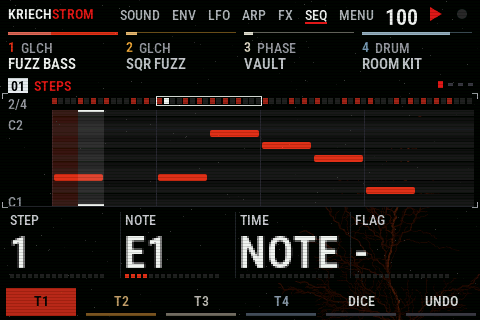 KRIECHSTROM SOUND ENV LFO ARP FX SEQ MENU 100
1 GLCH 2 GLCH 3 PHASE 4 DRUM
FUZZ BASS SQR FUZZ VAULT ROOM KIT
01 STEPS
2/4
C2
C1
STEP NOTE TIME FLAG
1 E1 NOTE -
T1 T2 T3 T4 DICE UNDO